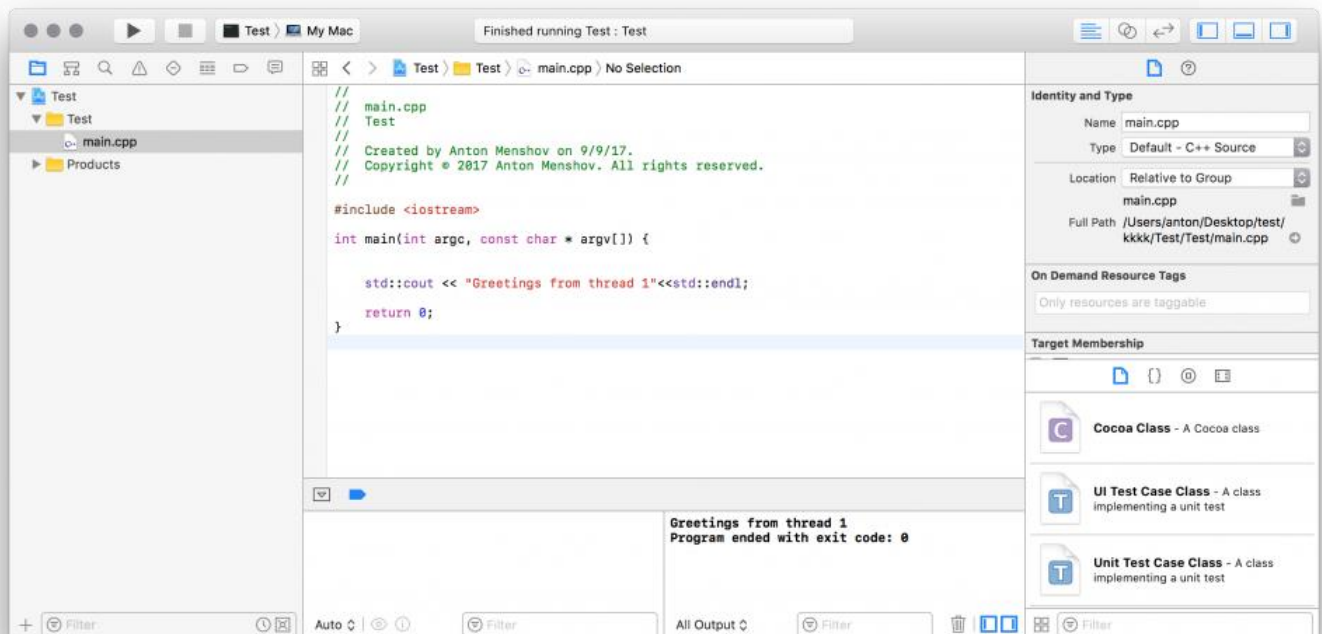 Test > My Mac
Finished running Test : Test
Test > Test > main.cpp > No Selection
Test
Test
main.cpp
Products
//
//  main.cpp
//  Test
//
//  Created by Anton Menshov on 9/9/17.
//  Copyright © 2017 Anton Menshov. All rights reserved.
//
#include <iostream>
int main(int argc, const char * argv[]) {
    std::cout << "Greetings from thread 1"<<std::endl;
    return 0;
}
Auto
Filter
Greetings from thread 1
Program ended with exit code: 0
All Output
Filter
Filter
Identity and Type
Name main.cpp
Type Default - C++ Source
Location Relative to Group
main.cpp
Full Path /Users/anton/Desktop/test/
kkkk/Test/Test/main.cpp
On Demand Resource Tags
Only resources are taggable
Target Membership
C
Cocoa Class - A Cocoa class
T
UI Test Case Class - A class
implementing a unit test
T
Unit Test Case Class - A class
implementing a unit test
Filter